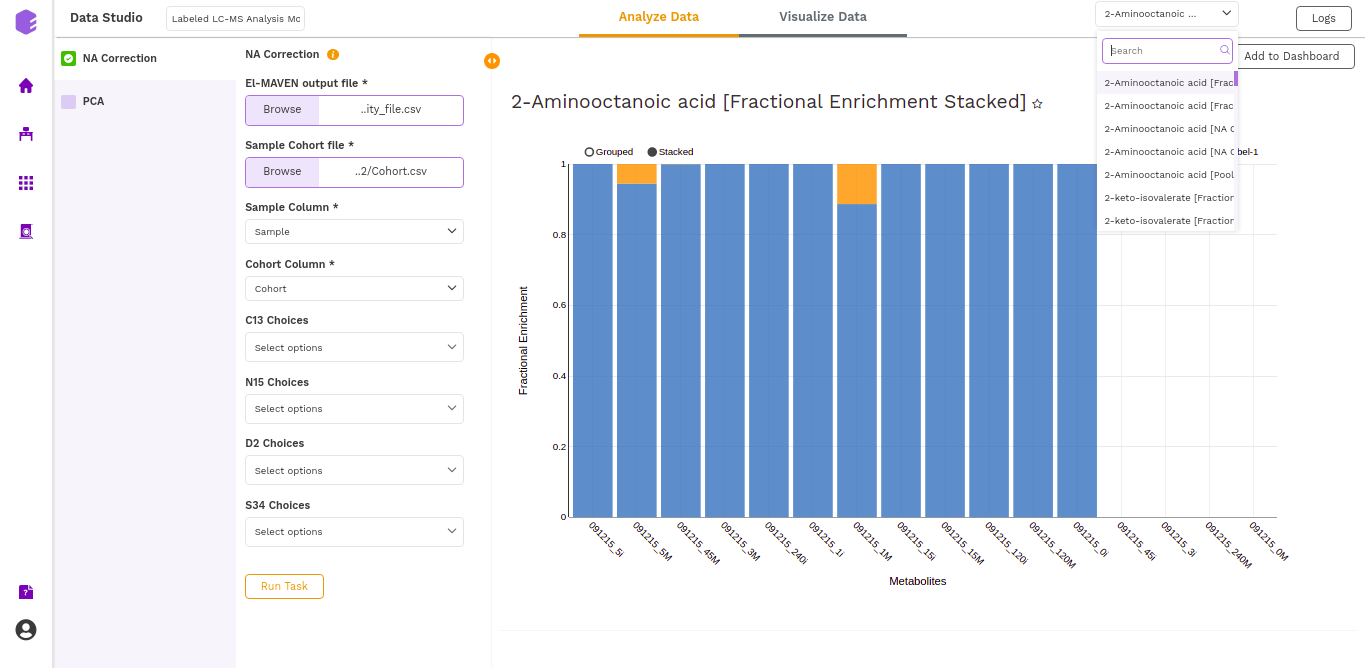 Data Studio
Labeled LC-MS Analysis Mc
Analyze Data
Visualize Data
2-Aminooctanoic ...
Logs
NA Correction
PCA
NA Correction
El-MAVEN output file *
Browse
..ity_file.csv
Sample Cohort file *
Browse
..2/Cohort.csv
Sample Column *
Sample
Cohort Column *
Cohort
C13 Choices
Select options
N15 Choices
Select options
D2 Choices
Select options
S34 Choices
Select options
Run Task
Search
Add to Dashboard
2-Aminooctanoic acid [Frac
2-Aminooctanoic acid [Frac
2-Aminooctanoic acid [NA C
2-Aminooctanoic acid [NA C
2-Aminooctanoic acid [Pool
2-keto-isovalerate [Fraction
2-keto-isovalerate [Fraction
2-Aminooctanoic acid [Fractional Enrichment Stacked]
Grouped
Stacked
bel-1
1
0.8
0.6
0.4
0.2
0
Fractional Enrichment
091215_5i
091215_5M
091215_45M
091215_3M
091215_240i
091215_1i
091215_1M
091215_15i
091215_15M
091215_120i
091215_120M
091215_0i
091215_45i
091215_3i
091215_240M
091215_0M
Metabolites